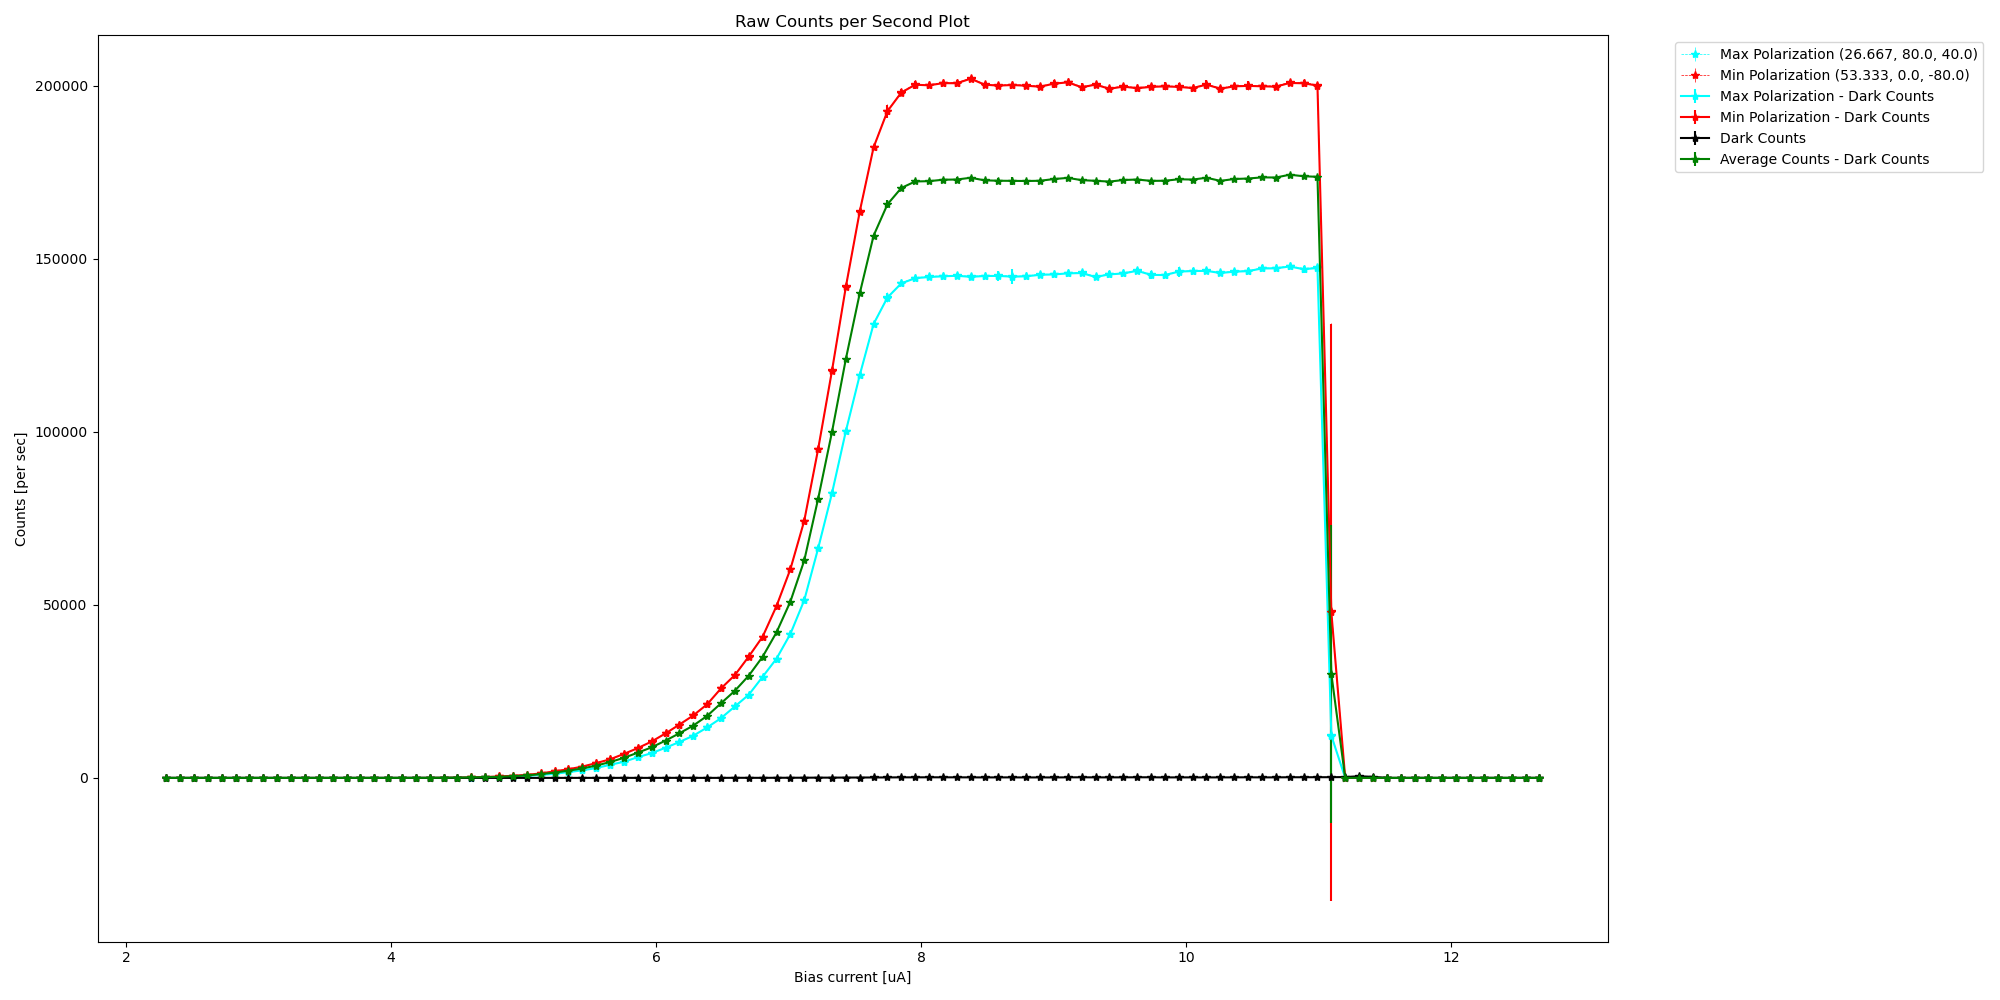 Raw Counts per Second Plot
Max Polarization (26.667, 80.0, 40.0)
Min Polarization (53.333, 0.0, -80.0)
Max Polarization - Dark Counts
Min Polarization - Dark Counts
Dark Counts
Average Counts - Dark Counts
Counts [per sec]
200000
150000
100000
50000
0
2
4
6
8
10
12
Bias current [uA]